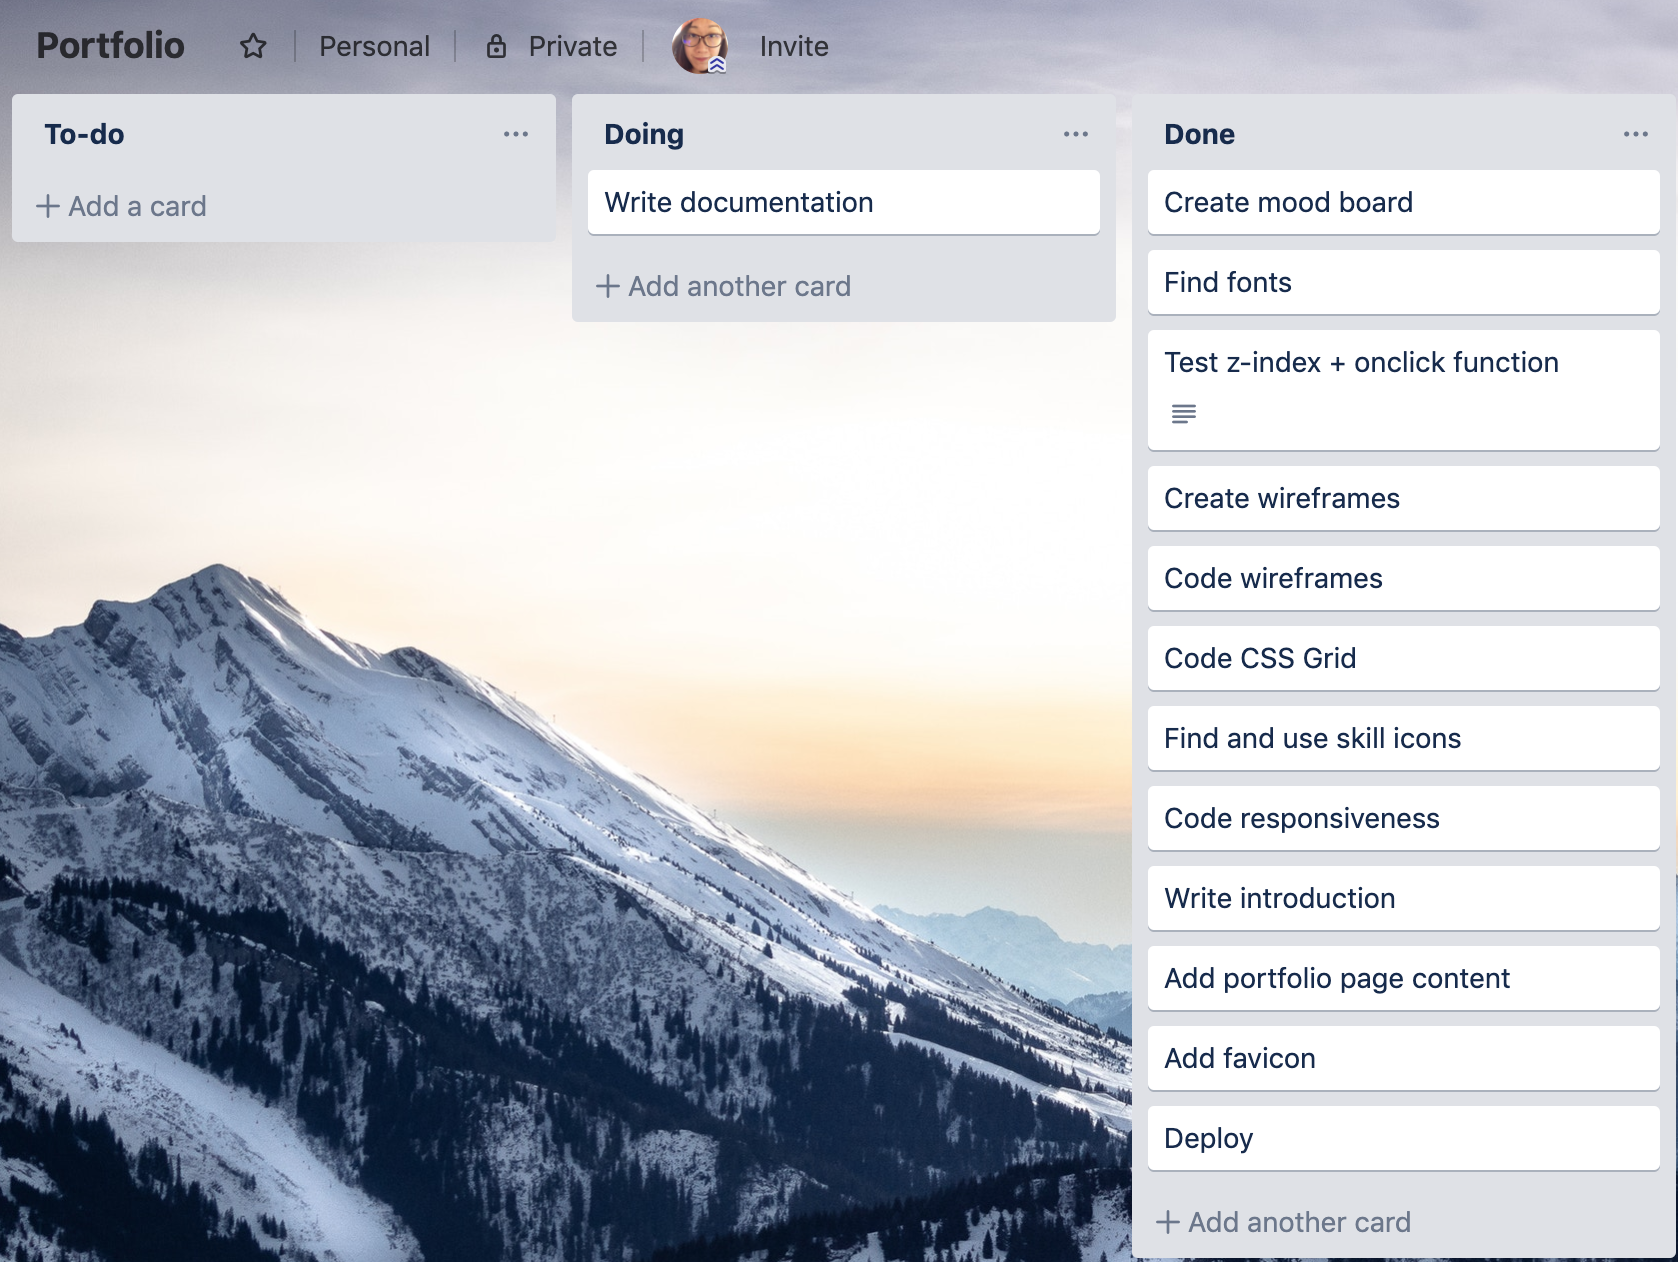 Portfolio
Personal
Private
Invite
To-do
Add a card
Doing
Write documentation
Add another card
Done
Create mood board
Find fonts
Test z-index + onclick function
Create wireframes
Code wireframes
Code CSS Grid
Find and use skill icons
Code responsiveness
Write introduction
Add portfolio page content
Add favicon
Deploy
Add another card